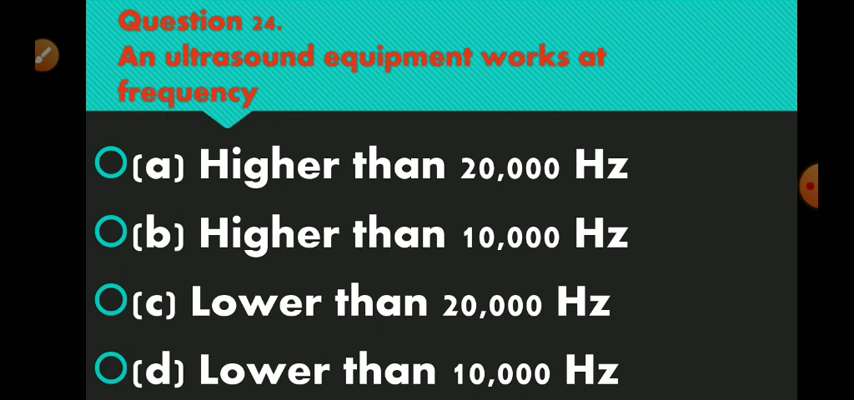 Question 24.
An ultrasound equipment works at
frequency
(a) Higher than 20,000 Hz
(b) Higher than 10,000 Hz
(c) Lower than 20,000 Hz
(d) Lower than 10,000 Hz